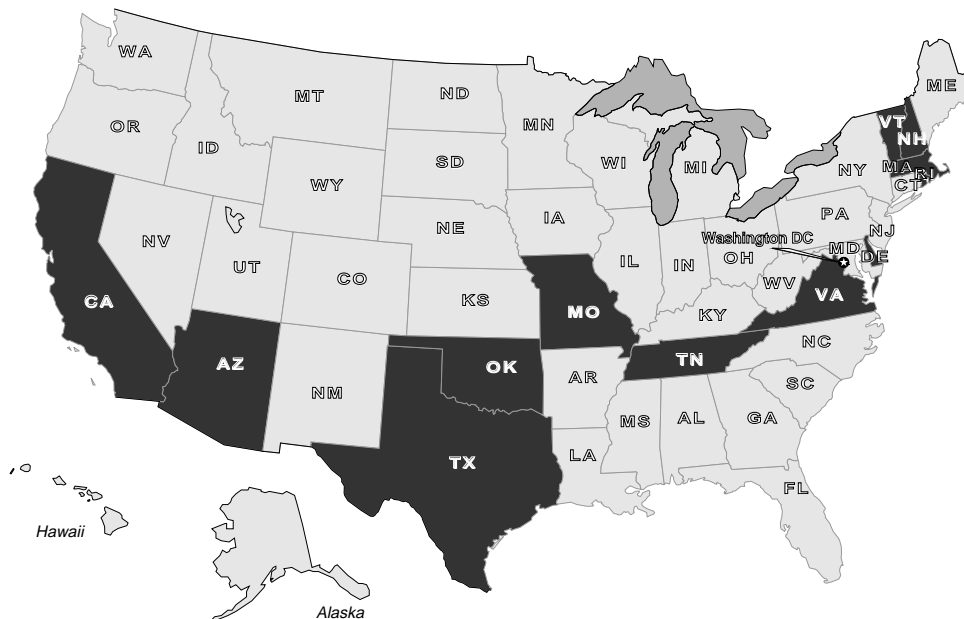 WA
MT
ND
MN
ME
OR
ID
SD
WI
MI
VT
NH
NY
MA
RI
CT
WY
NE
IA
PA
NJ
NV
UT
CO
KS
IL
IN
OH
Washington DC
MD
DE
WV
VA
CA
MO
KY
AZ
OK
TN
NC
NM
AR
SC
TX
MS
AL
GA
LA
FL
Hawaii
Alaska